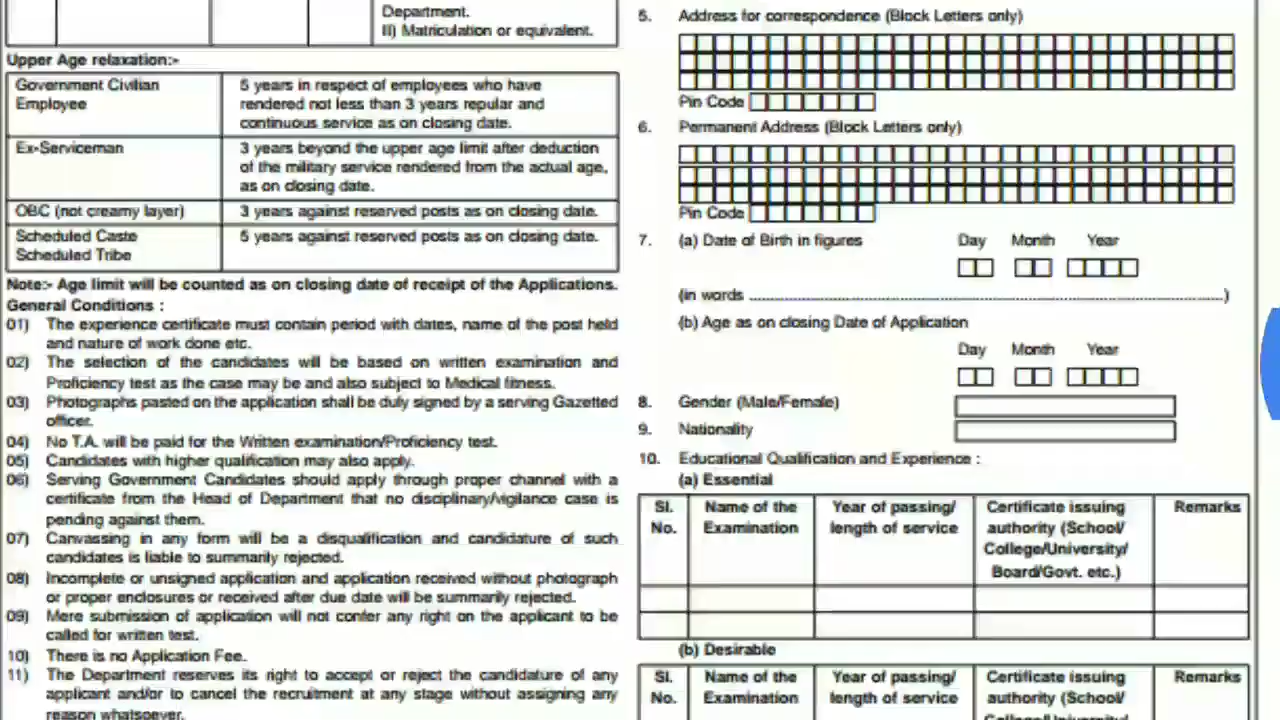 Department.
II) Matriculation or equivalent.
Upper Age relaxation:-
Government Civilian Employee
5 years in respect of employees who have rendered not less than 3 years regular and continuous service as on closing date.
Ex-Serviceman
3 years beyond the upper age limit after deduction of the military service rendered from the actual age, as on closing date.
OBC (not creamy layer)
3 years against reserved posts as on closing date.
Scheduled Caste
Scheduled Tribe
5 years against reserved posts as on closing date.
Note:- Age limit will be counted as on closing date of receipt of the Applications.
General Conditions :
01) The experience certificate must contain period with dates, name of the post held
and nature of work done etc.
02) The selection of the candidates will be based on written examination and
Proficiency test as the case may be and also subject to Medical fitness.
03) Photographs pasted on the application shall be duly signed by a serving Gazetted
officer.
04) No T.A. will be paid for the Written examination/Proficiency test.
05) Candidates with higher qualification may also apply.
06) Serving Government Candidates should apply through proper channel with a
certificate from the Head of Department that no disciplinary/vigilance case is
pending against them.
07) Canvassing in any form will be a disqualification and candidature of such
candidates is liable to summarily rejected.
08) Incomplete or unsigned application and application received without photograph
or proper enclosures or received after due date will be summarily rejected.
09) Mere submission of application will not confer any right on the applicant to be
called for written test.
10) There is no Application Fee.
11) The Department reserves its right to accept or reject the candidature of any
applicant and/or to cancel the recruitment at any stage without assigning any
reason whatsoever.
5. Address for correspondence (Block Letters only)
Pin Code
6. Permanent Address (Block Letters only)
Pin Code
7. (a) Date of Birth in figures Day Month Year
(in words ......................................................................)
(b) Age as on closing Date of Application
Day Month Year
8. Gender (Male/Female)
9. Nationality
10. Educational Qualification and Experience :
(a) Essential
Sl. No.
Name of the Examination
Year of passing/ length of service
Certificate issuing authority (School/ College/University/ Board/Govt. etc.)
Remarks
(b) Desirable
Sl. No.
Name of the Examination
Year of passing/ length of service
Certificate issuing authority (School/ College/University/
Remarks